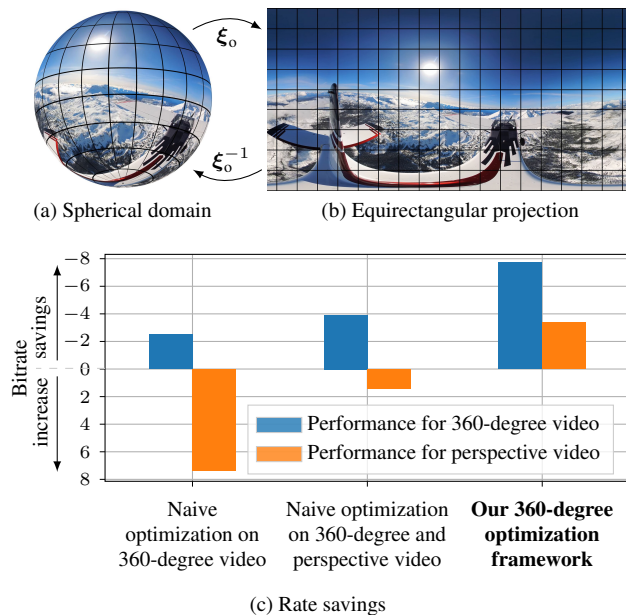 ξo
ξo⁻¹
(a) Spherical domain
(b) Equirectangular projection
−8
−6
−4
−2
0
2
4
6
8
Bitrate
increase savings
Performance for 360-degree video
Performance for perspective video
Naive
optimization on
360-degree video
Naive optimization
on 360-degree and
perspective video
Our 360-degree
optimization
framework
(c) Rate savings